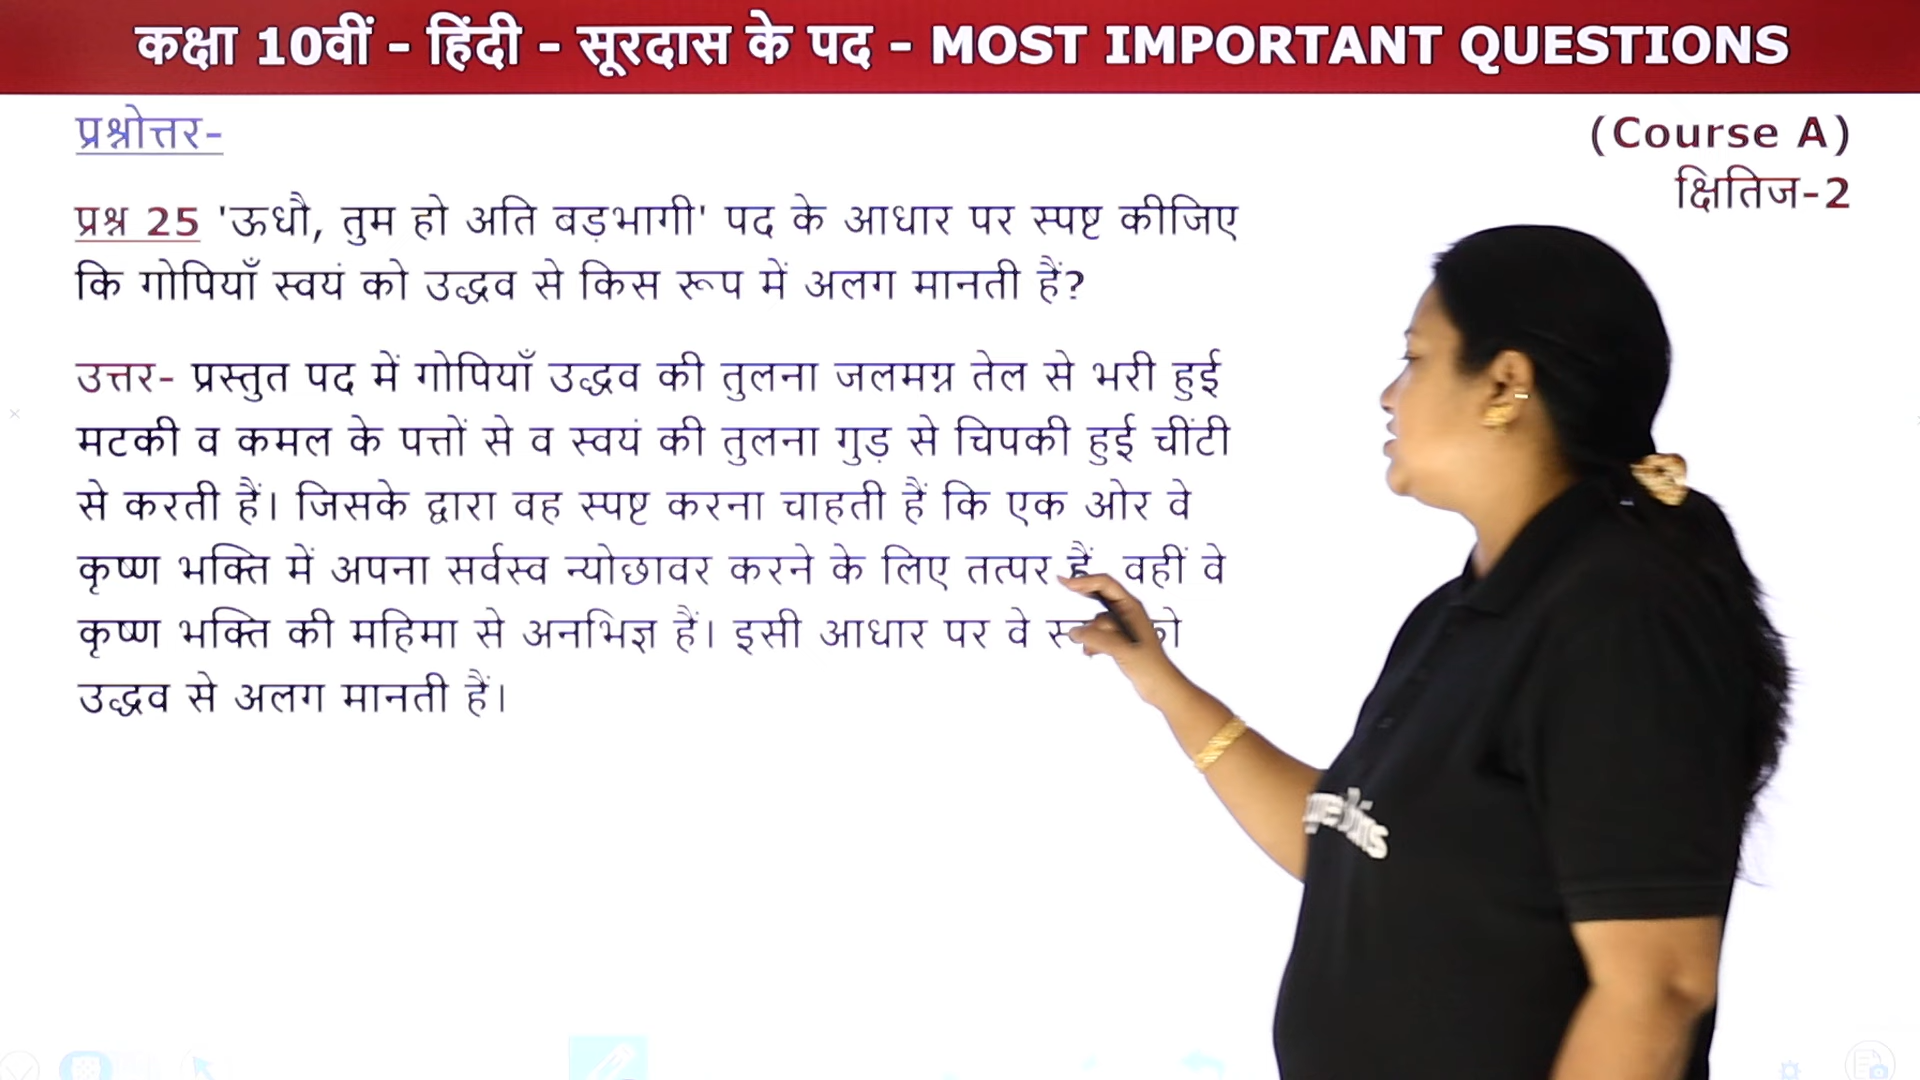 कक्षा 10वीं - हिंदी - सूरदास के पद - MOST IMPORTANT QUESTIONS
प्रश्नोत्तर-
(Course A)
क्षितिज-2
प्रश्न 25 'ऊधौ, तुम हो अति बड़भागी' पद के आधार पर स्पष्ट कीजिए
कि गोपियाँ स्वयं को उद्धव से किस रूप में अलग मानती हैं?
उत्तर- प्रस्तुत पद में गोपियाँ उद्धव की तुलना जलमग्न तेल से भरी हुई
मटकी व कमल के पत्तों से व स्वयं की तुलना गुड़ से चिपकी हुई चींटी
से करती हैं। जिसके द्वारा वह स्पष्ट करना चाहती हैं कि एक ओर वे
कृष्ण भक्ति में अपना सर्वस्व न्योछावर करने के लिए तत्पर हैं वहीं वे
कृष्ण भक्ति की महिमा से अनभिज्ञ हैं। इसी आधार पर वे को
उद्धव से अलग मानती हैं।